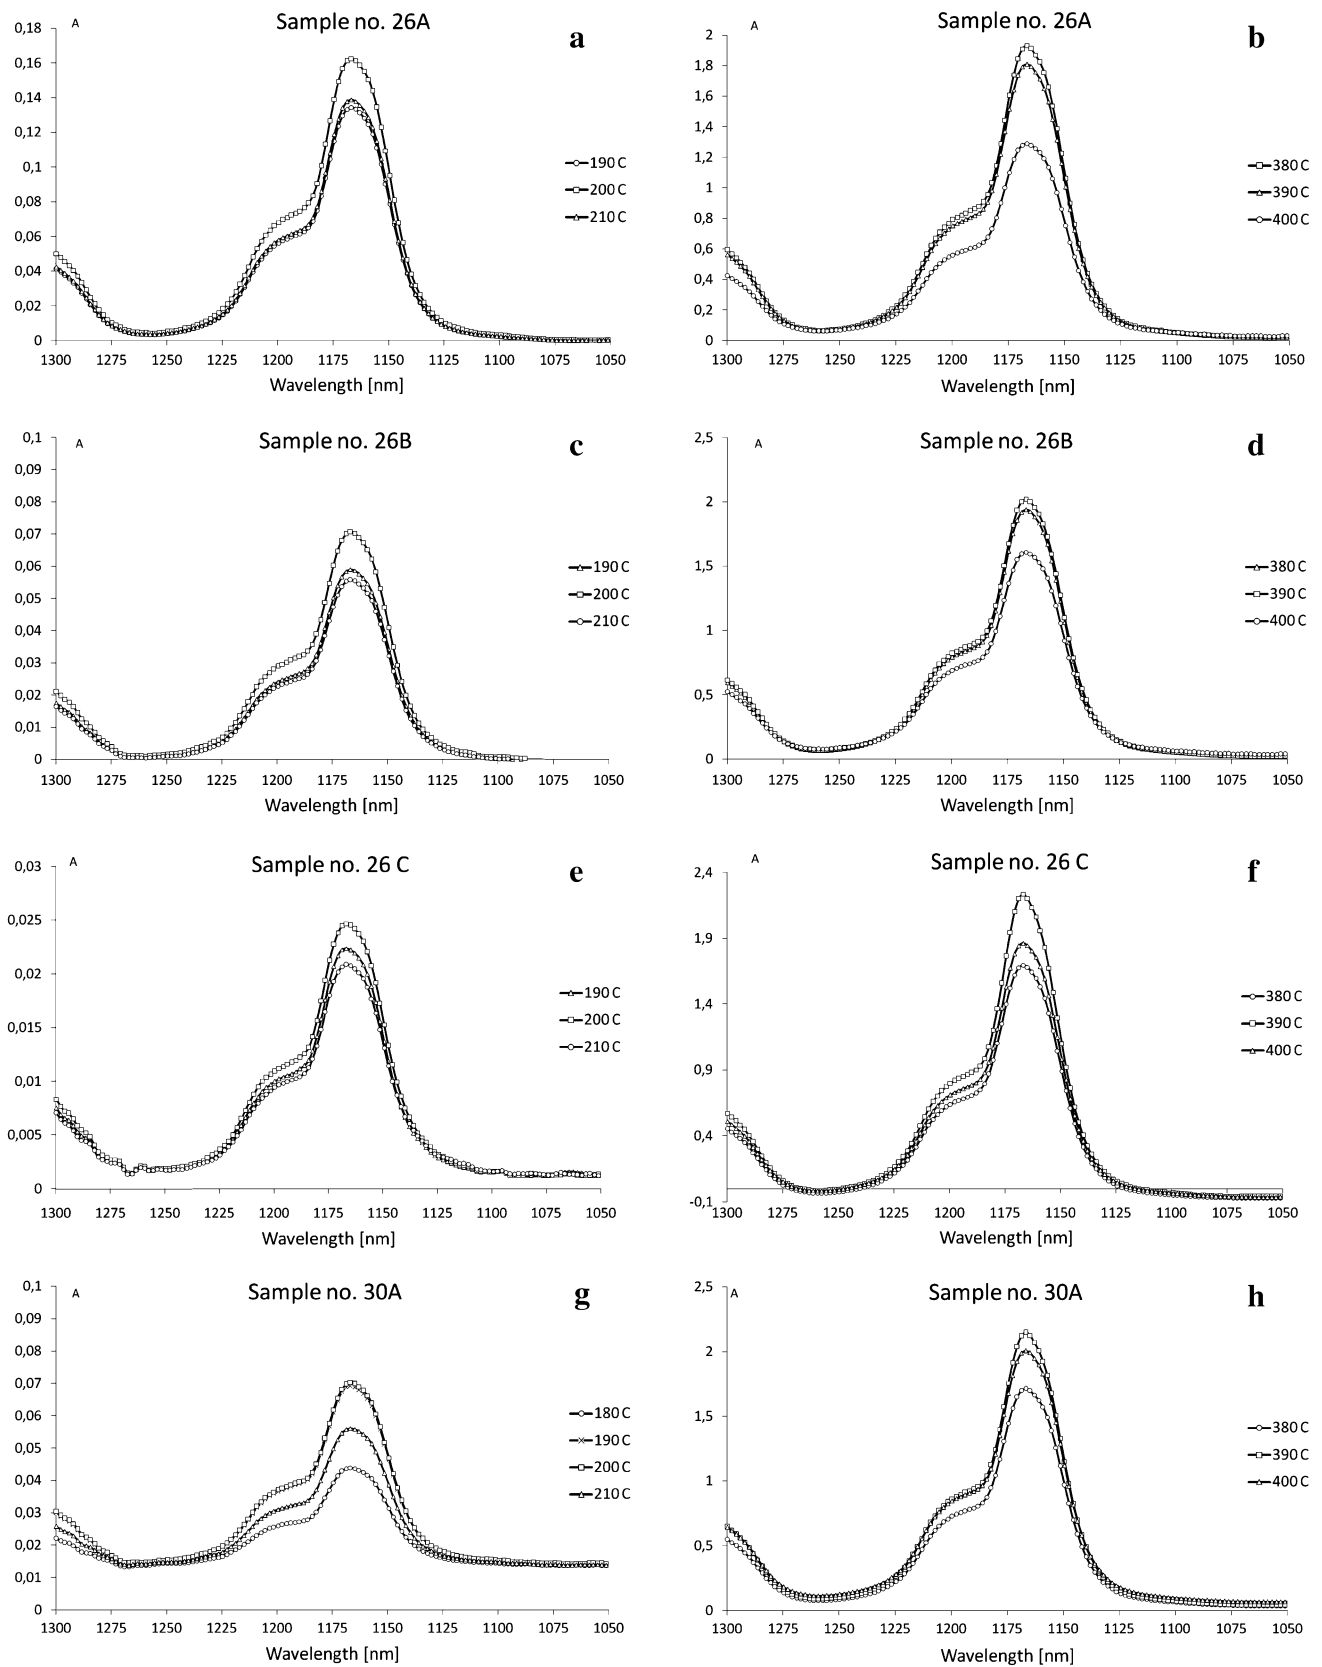 Sample no. 26A
a
A
0,18
0,16
0,14
0,12
0,1
0,08
0,06
0,04
0,02
0
190 C
200 C
210 C
1300 1275 1250 1225 1200 1175 1150 1125 1100 1075 1050
Wavelength [nm]
Sample no. 26A
b
A
2
1,8
1,6
1,4
1,2
1
0,8
0,6
0,4
0,2
0
380 C
390 C
400 C
1300 1275 1250 1225 1200 1175 1150 1125 1100 1075 1050
Wavelength [nm]
Sample no. 26B
c
A
0,1
0,09
0,08
0,07
0,06
0,05
0,04
0,03
0,02
0,01
0
190 C
200 C
210 C
1300 1275 1250 1225 1200 1175 1150 1125 1100 1075 1050
Wavelength [nm]
Sample no. 26B
d
A
2,5
2
1,5
1
0,5
0
380 C
390 C
400 C
1300 1275 1250 1225 1200 1175 1150 1125 1100 1075 1050
Wavelength [nm]
Sample no. 26 C
e
A
0,03
0,025
0,02
0,015
0,01
0,005
0
190 C
200 C
210 C
1300 1275 1250 1225 1200 1175 1150 1125 1100 1075 1050
Wavelength [nm]
Sample no. 26 C
f
A
2,4
1,9
1,4
0,9
0,4
-0,1
380 C
390 C
400 C
1300 1275 1250 1225 1200 1175 1150 1125 1100 1075 1050
Wavelength [nm]
Sample no. 30A
g
A
0,1
0,09
0,08
0,07
0,06
0,05
0,04
0,03
0,02
0,01
0
180 C
190 C
200 C
210 C
1300 1275 1250 1225 1200 1175 1150 1125 1100 1075 1050
Wavelength [nm]
Sample no. 30A
h
A
2,5
2
1,5
1
0,5
0
380 C
390 C
400 C
1300 1275 1250 1225 1200 1175 1150 1125 1100 1075 1050
Wavelength [nm]